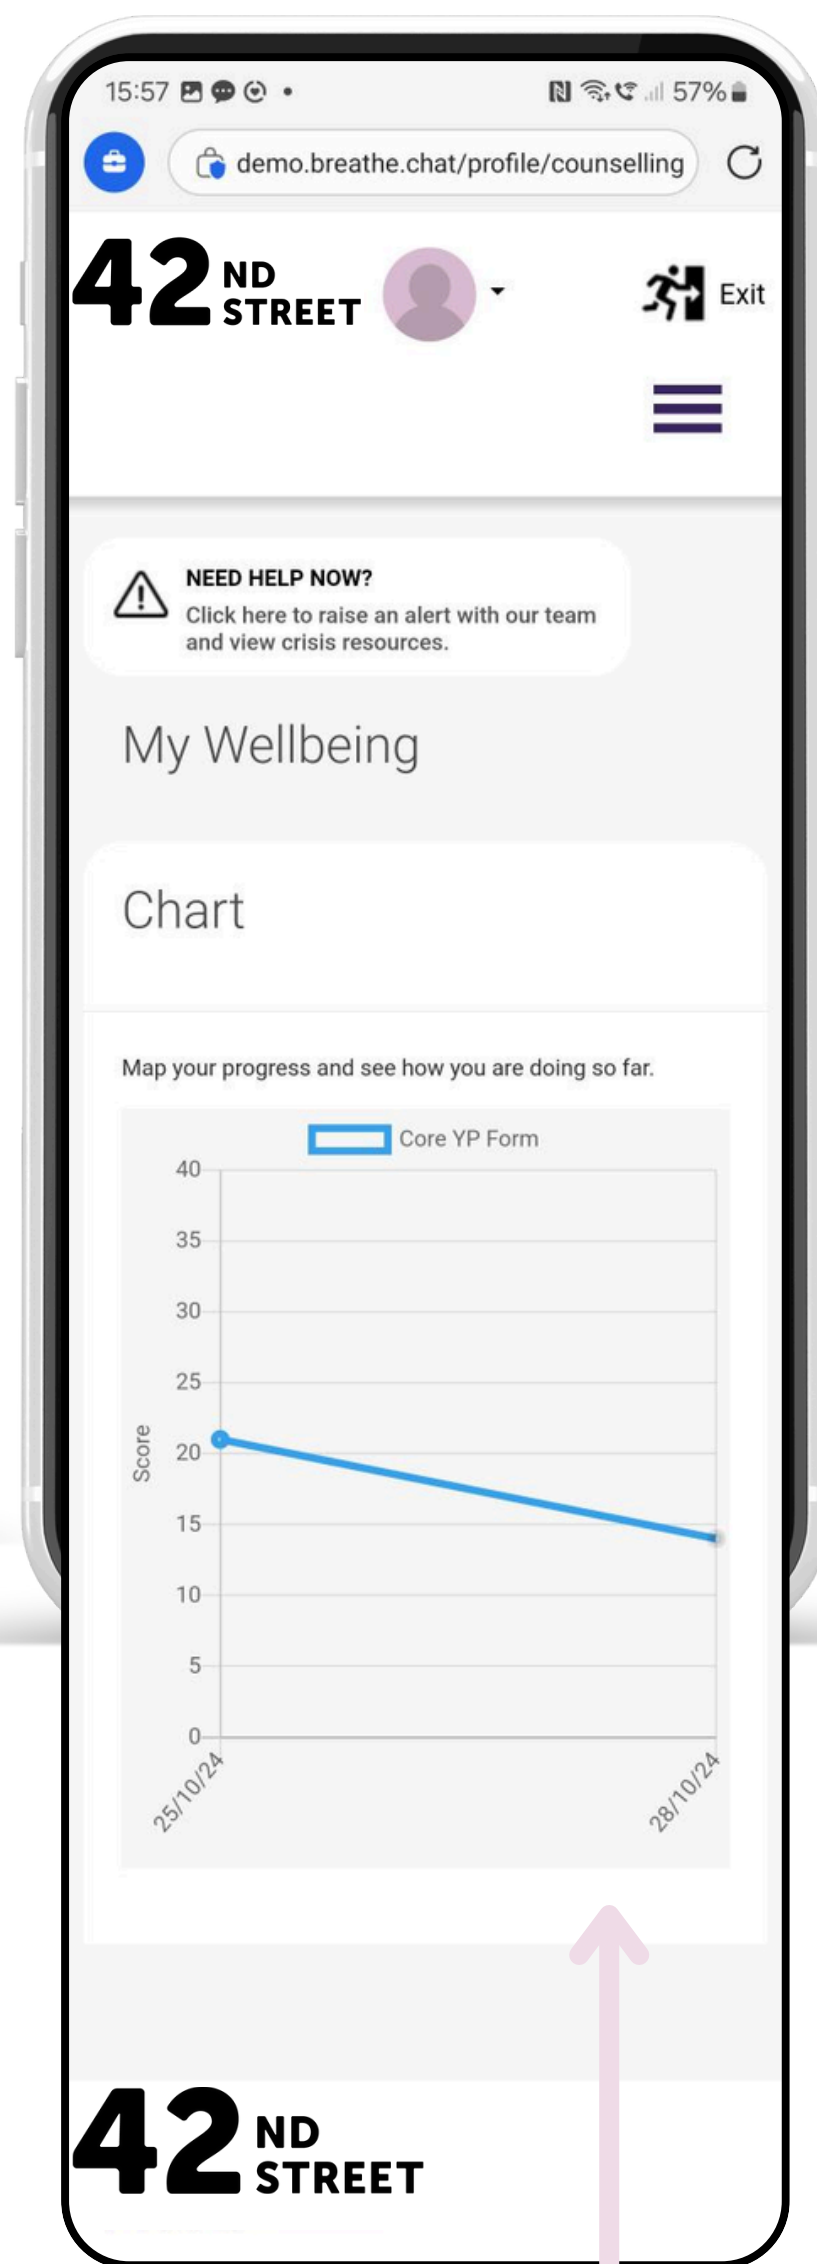 15:57
57%
demo.breathe.chat/profile/counselling
42 ND
STREET
Exit
NEED HELP NOW?
Click here to raise an alert with our team
and view crisis resources.
My Wellbeing
Chart
Map your progress and see how you are doing so far.
Core YP Form
40
35
30
25
20
15
10
5
0
Score
25/10/24
28/10/24
42 ND
STREET